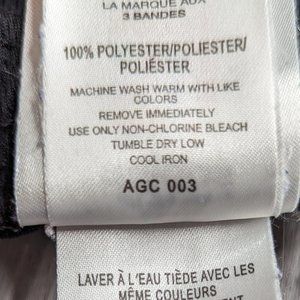 LA MARQUE AUX
3 BANDES
100% POLYESTER/POLIESTER/
POLIÉSTER
MACHINE WASH WARM WITH LIKE
COLORS
REMOVE IMMEDIATELY
USE ONLY NON-CHLORINE BLEACH
TUMBLE DRY LOW
COOL IRON
AGC 003
LAVER À L'EAU TIÈDE AVEC LES
MÊME COULEURS